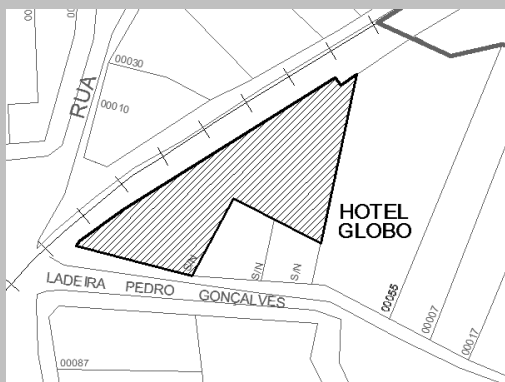 00030
RUA
00010
HOTEL
GLOBO
S/N
S/N
S/N
LADEIRA PEDRO GONÇALVES
00055
00007
00017
00087